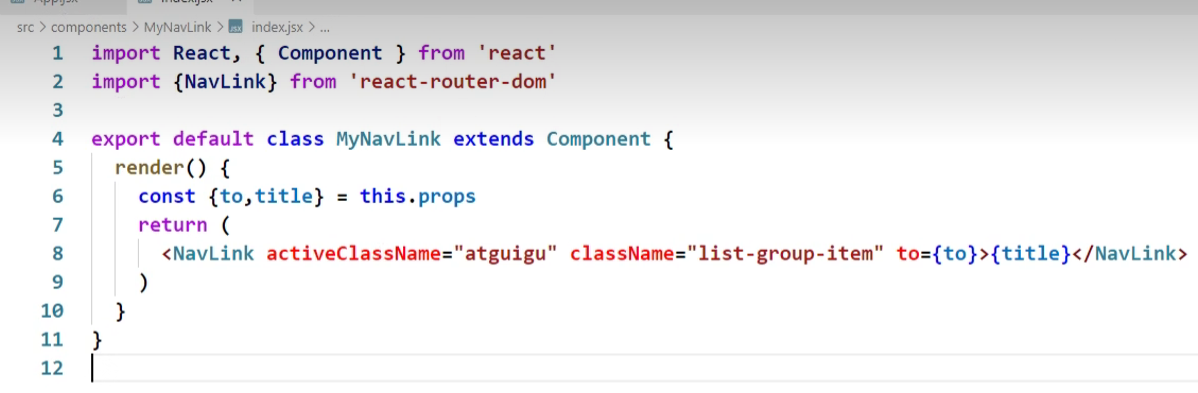 src > components > MyNavLink > index.jsx > ...
1 import React, { Component } from 'react'
2 import {NavLink} from 'react-router-dom'
3
4 export default class MyNavLink extends Component {
5   render() {
6     const {to,title} = this.props
7     return (
8       <NavLink activeClassName="atguigu" className="list-group-item" to={to}>{title}</NavLink>
9     )
10   }
11 }
12